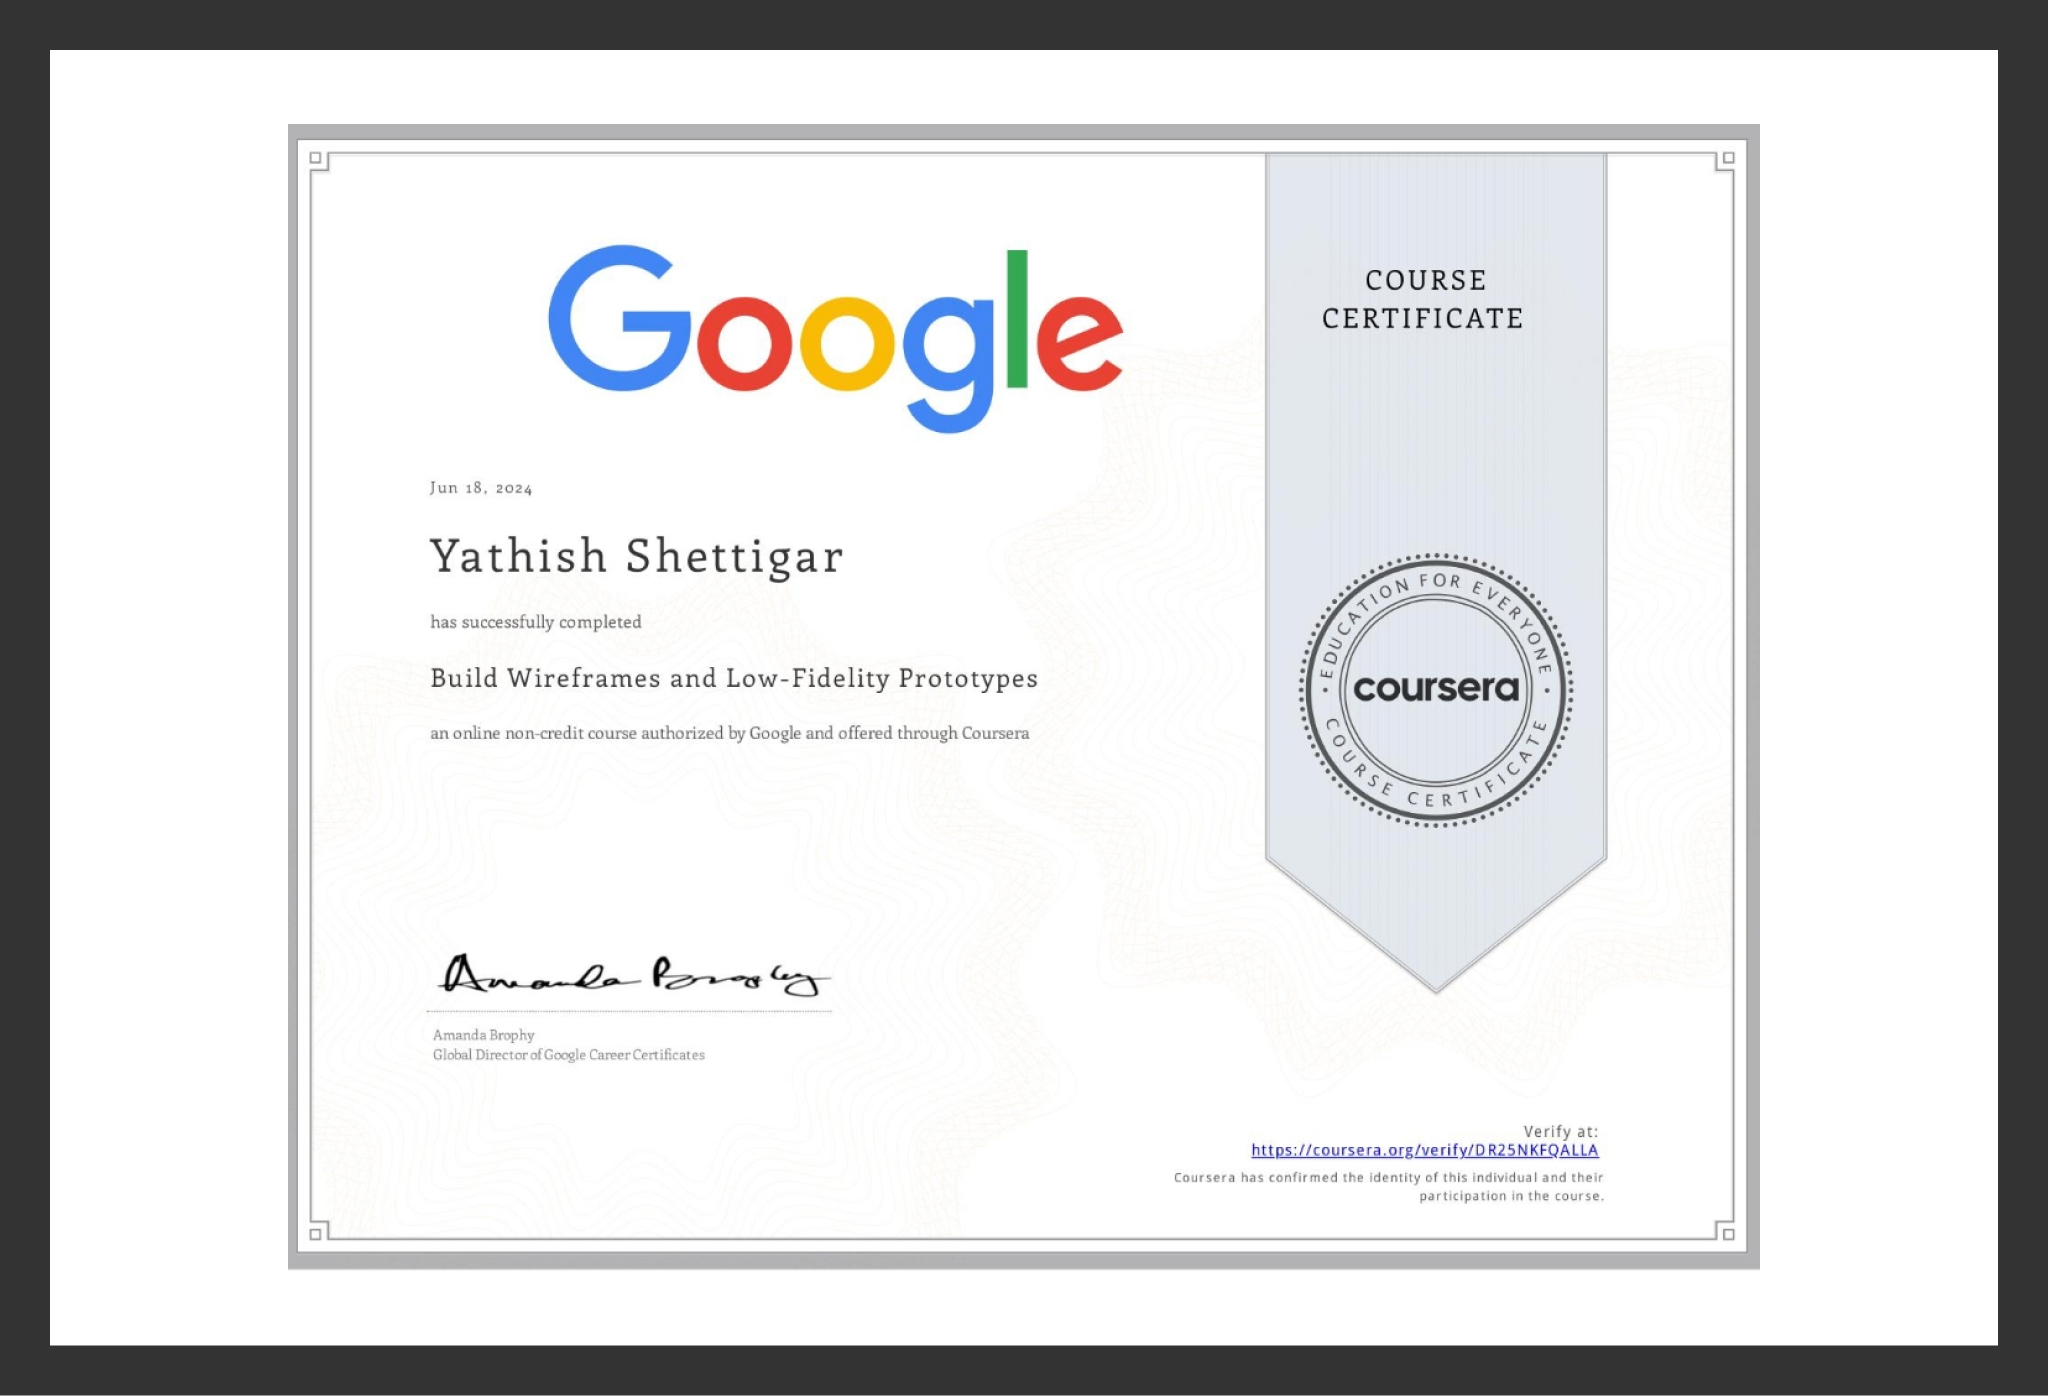 Google
COURSE
CERTIFICATE
Jun 18, 2024
Yathish Shettigar
has successfully completed
Build Wireframes and Low-Fidelity Prototypes
an online non-credit course authorized by Google and offered through Coursera
EDUCATION FOR EVERYONE
coursera
COURSE CERTIFICATE
Amanda Brophy
Amanda Brophy
Global Director of Google Career Certificates
Verify at:
https://coursera.org/verify/DR25NKFQALLA
Coursera has confirmed the identity of this individual and their
participation in the course.